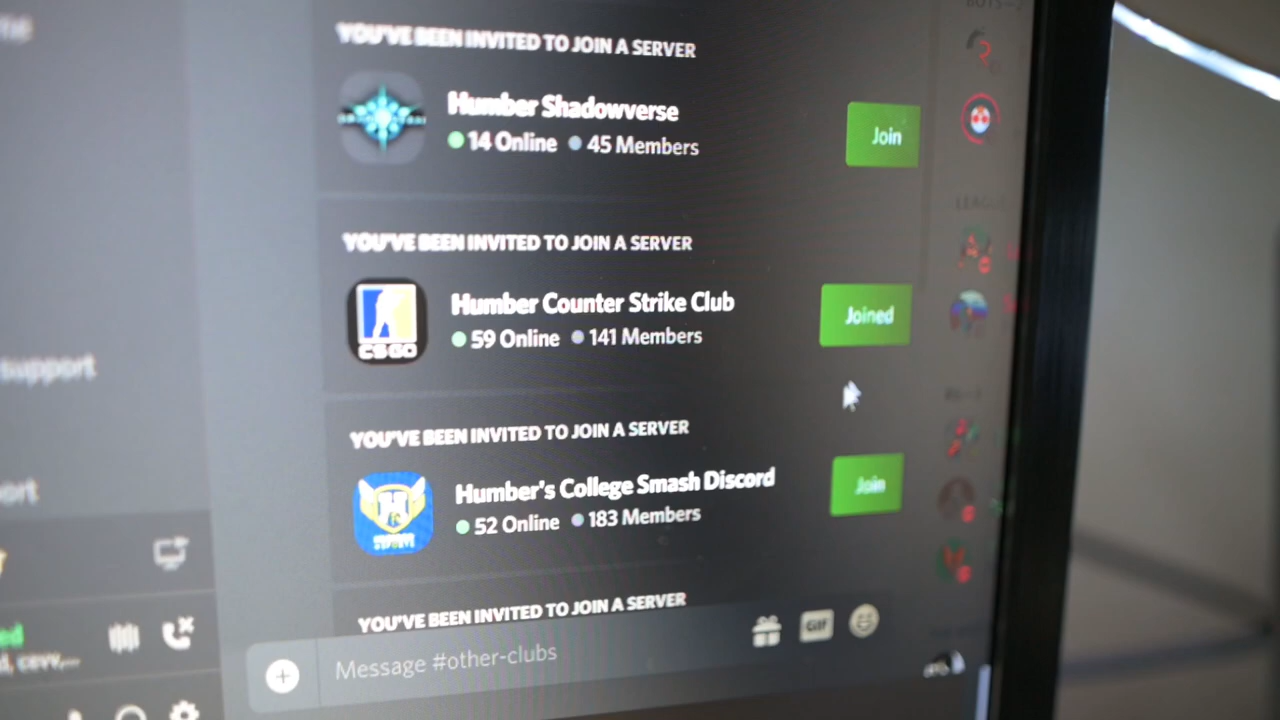 YOU'VE BEEN INVITED TO JOIN A SERVER
Humber Shadowverse
14 Online 45 Members
Join
YOU'VE BEEN INVITED TO JOIN A SERVER
Humber Counter Strike Club
59 Online 141 Members
Joined
CS GO
YOU'VE BEEN INVITED TO JOIN A SERVER
Humber's College Smash Discord
52 Online 183 Members
Join
support
YOU'VE BEEN INVITED TO JOIN A SERVER
Message #other-clubs
GIF